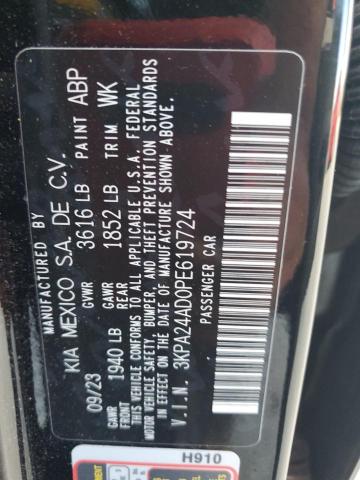 MANUFACTURED BY
KIA MEXICO S.A. DE C.V.
09/23 GVWR 3616 LB PAINT ABP
GAWR FRONT 1940 LB GAWR REAR 1852 LB TRIM WK
THIS VEHICLE CONFORMS TO ALL APPLICABLE U.S.A. FEDERAL
MOTOR VEHICLE SAFETY, BUMPER, AND THEFT PREVENTION STANDARDS
IN EFFECT ON THE DATE OF MANUFACTURE SHOWN ABOVE.
V.I.N. 3KPA24AD0PE619724
PASSENGER CAR
H910